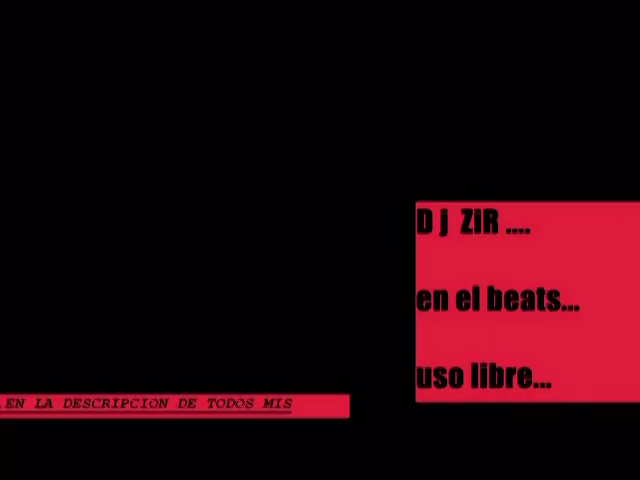 D j ZiR ....
en el beats...
uso libre...
EN LA DESCRIPCION DE TODOS MIS